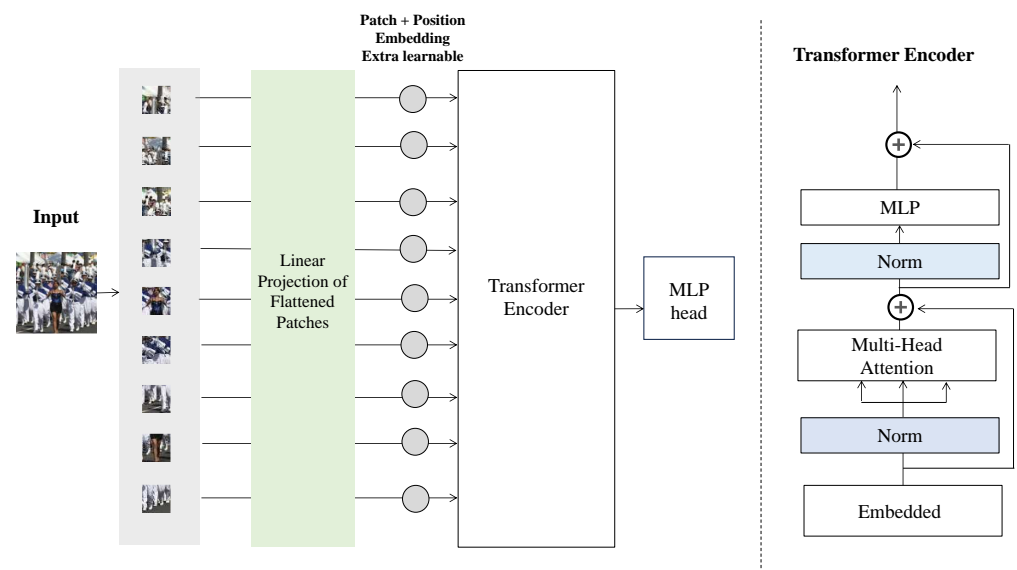 Patch + Position
Embedding
Extra learnable
Input
Linear
Projection of
Flattened
Patches
Transformer
Encoder
MLP
head
Transformer Encoder
+
MLP
Norm
+
Multi-Head
Attention
Norm
Embedded